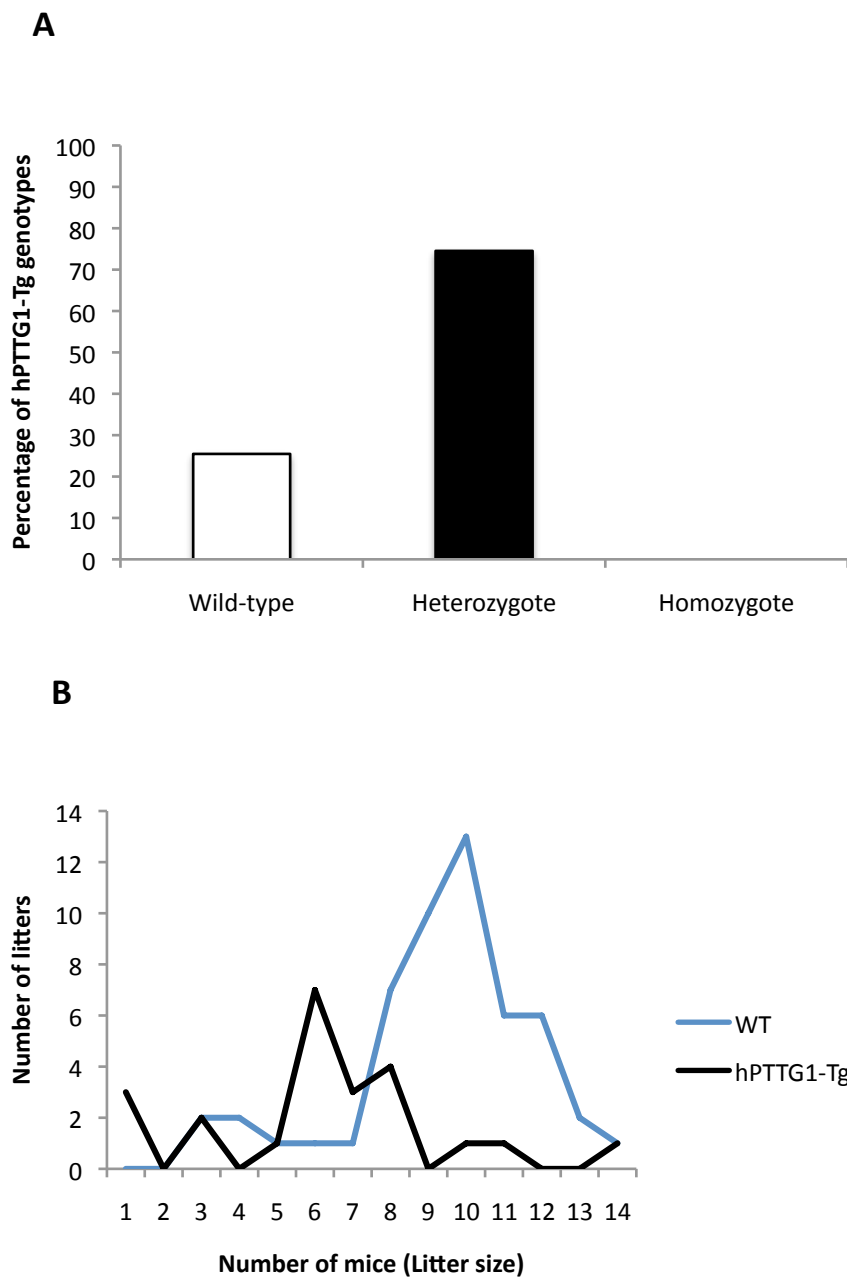 A
Percentage of hPTTG1-Tg genotypes
100
90
80
70
60
50
40
30
20
10
0
Wild-type Heterozygote Homozygote
B
Number of litters
14
12
10
8
6
4
2
0
1 2 3 4 5 6 7 8 9 10 11 12 13 14
Number of mice (Litter size)
WT
hPTTG1-Tg